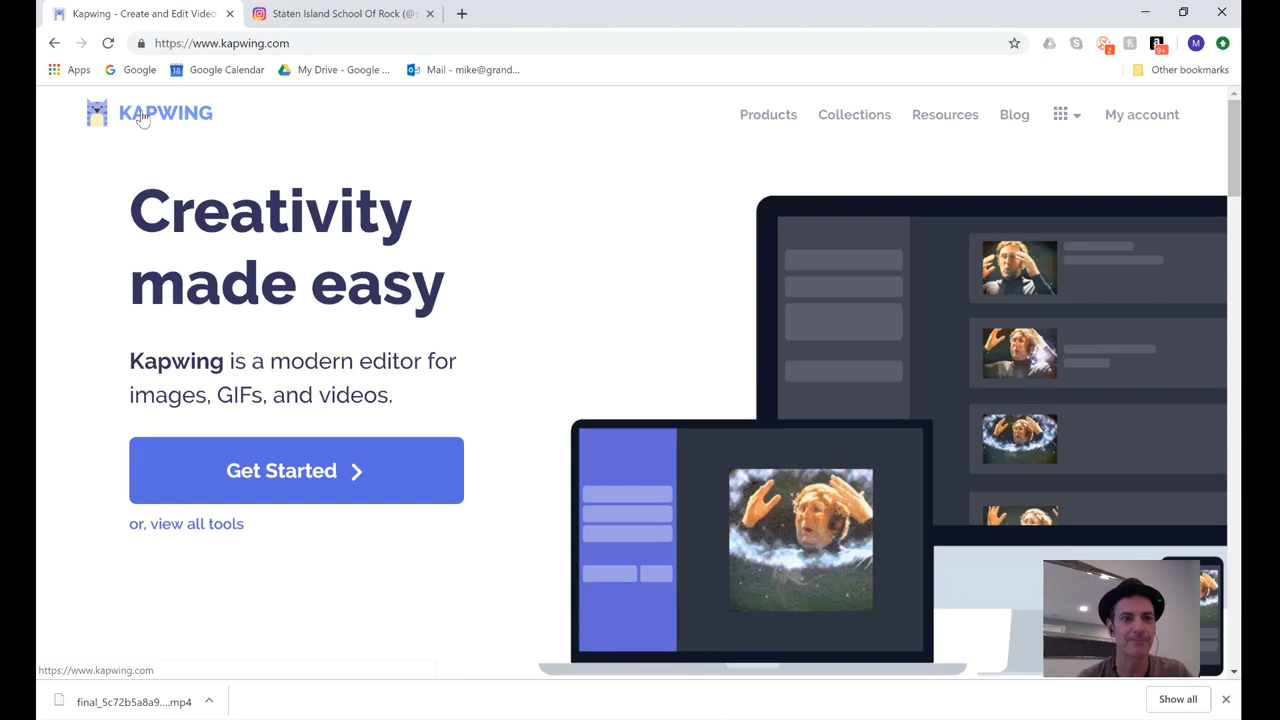 Kapwing - Create and Edit Video
Staten Island School Of Rock (@s
https://www.kapwing.com
2
9+
M
Apps
Google
18
Google Calendar
My Drive - Google ...
Mail - mike@grand...
Other bookmarks
KAPWING
Products
Collections
Resources
Blog
My account
Creativity
made easy
Kapwing is a modern editor for
images, GIFs, and videos.
Get Started
or, view all tools
https://www.kapwing.com
final_5c72b5a8a9....mp4
Show all